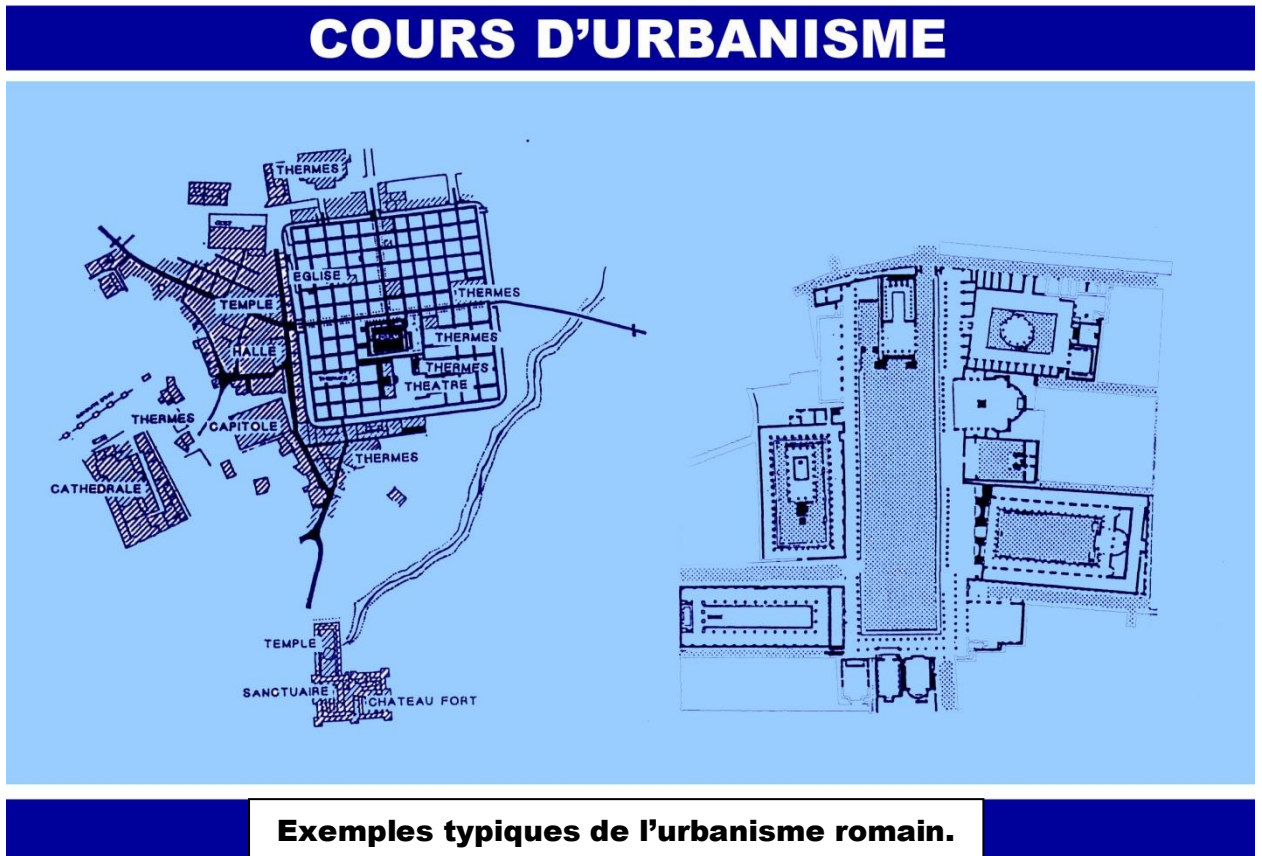 COURS D’URBANISME
THERMES
EGLISE
TEMPLE
THERMES
THERMES
HALLE
THERMES
THEATRE
THERMES
CAPITOLE
THERMES
CATHEDRALE
TEMPLE
SANCTUAIRE
CHATEAU FORT
Exemples typiques de l’urbanisme romain.